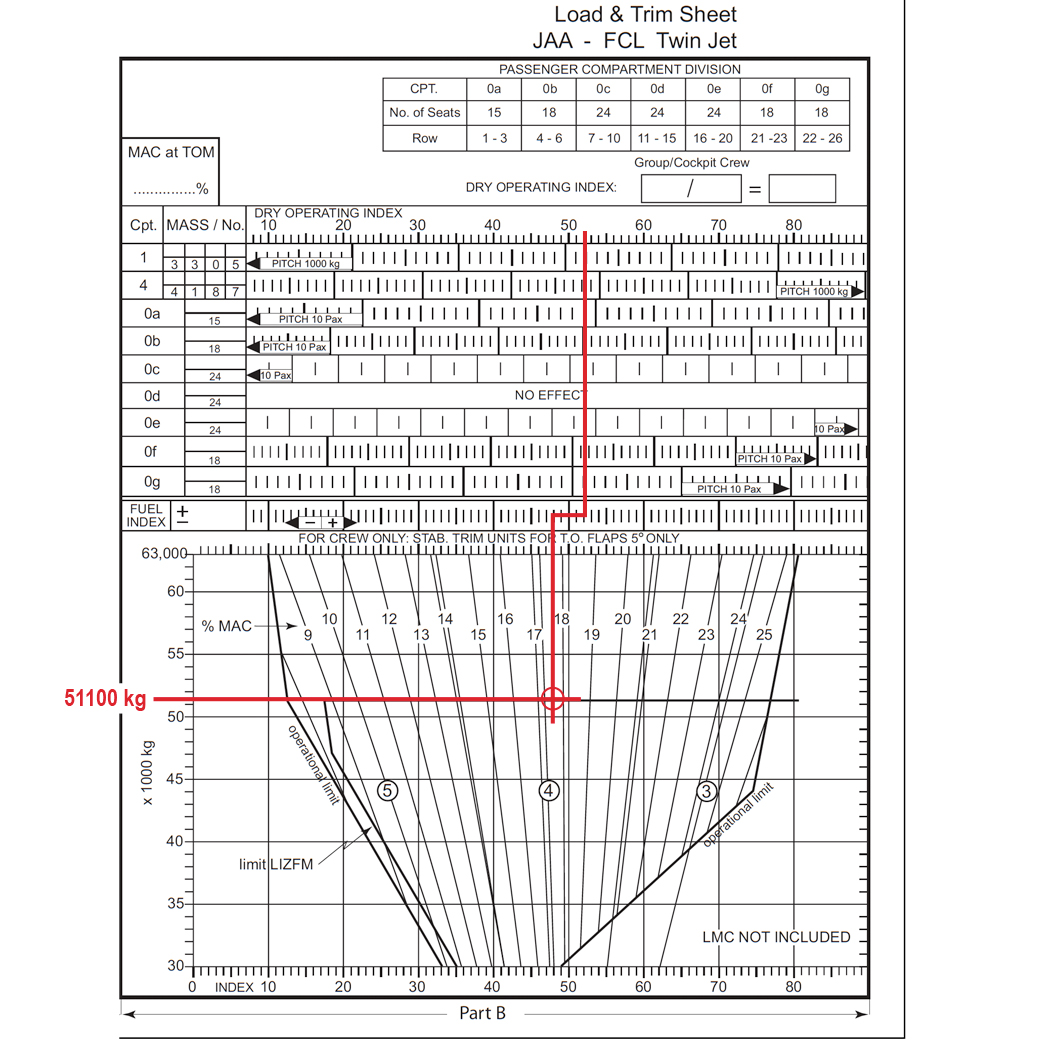 Load & Trim Sheet
JAA - FCL Twin Jet
PASSENGER COMPARTMENT DIVISION
CPT. 0a 0b 0c 0d 0e 0f 0g
No. of Seats 15 18 24 24 24 18 18
Row 1 - 3 4 - 6 7 - 10 11 - 15 16 - 20 21 -23 22 - 26
MAC at TOM
...............%
Group/Cockpit Crew
DRY OPERATING INDEX: / =
Cpt. MASS / No. DRY OPERATING INDEX
10 20 30 40 50 60 70 80
1 3 3 0 5 PITCH 1000 kg
4 4 1 8 7 PITCH 1000 kg
0a 15 PITCH 10 Pax
0b 18 PITCH 10 Pax
0c 24 10 Pax
0d 24 NO EFFECT
0e 24 10 Pax
0f 18 PITCH 10 Pax
0g 18 PITCH 10 Pax
FUEL INDEX + − − +
FOR CREW ONLY: STAB. TRIM UNITS FOR T.O. FLAPS 5° ONLY
63,000
60
% MAC 9 10 11 12 13 14 15 16 17 18 19 20 21 22 23 24 25
55
51100 kg
50
x 1000 kg
45
operational limit
5 4 3
operational limit
40
limit LIZFM
35
LMC NOT INCLUDED
30
0 INDEX 10 20 30 40 50 60 70 80
Part B